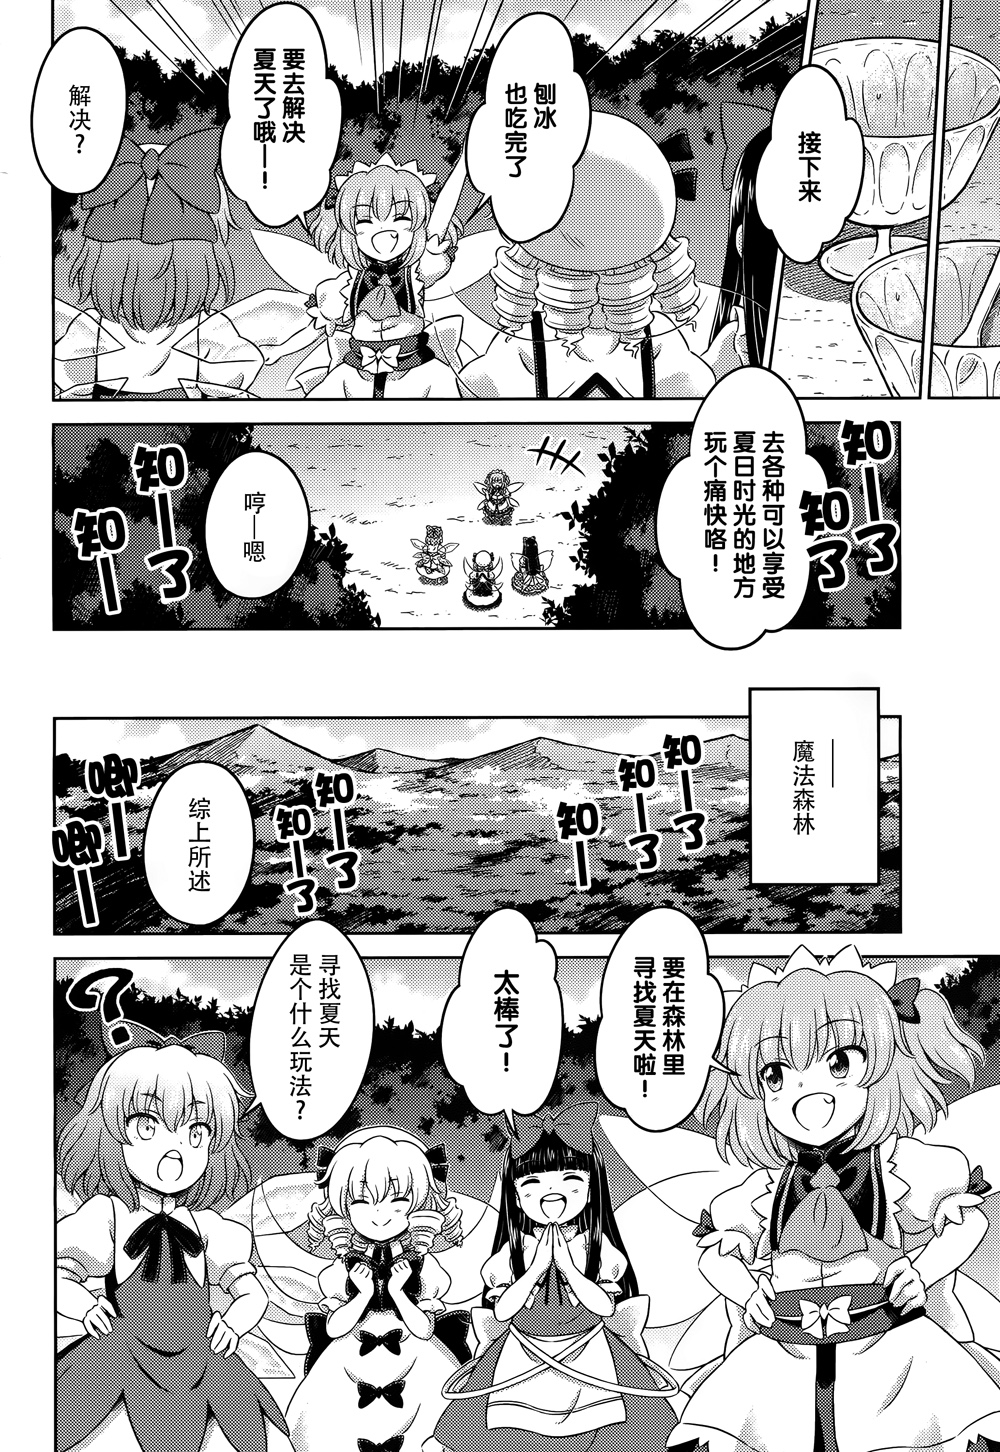 接下来
刨冰
也吃完了
要去解决
夏天了哦—！
解决？
去各种可以享受
夏日时光的地方
玩个痛快咯！
知—了
知了
哼—嗯
知—了
知—
—魔法森林
知—了
知—了
知—
知—了
知—了
综上所述
唧—
唧—
要在森林里
寻找夏天啦！
太棒了！
寻找夏天
是个什么玩法？
?